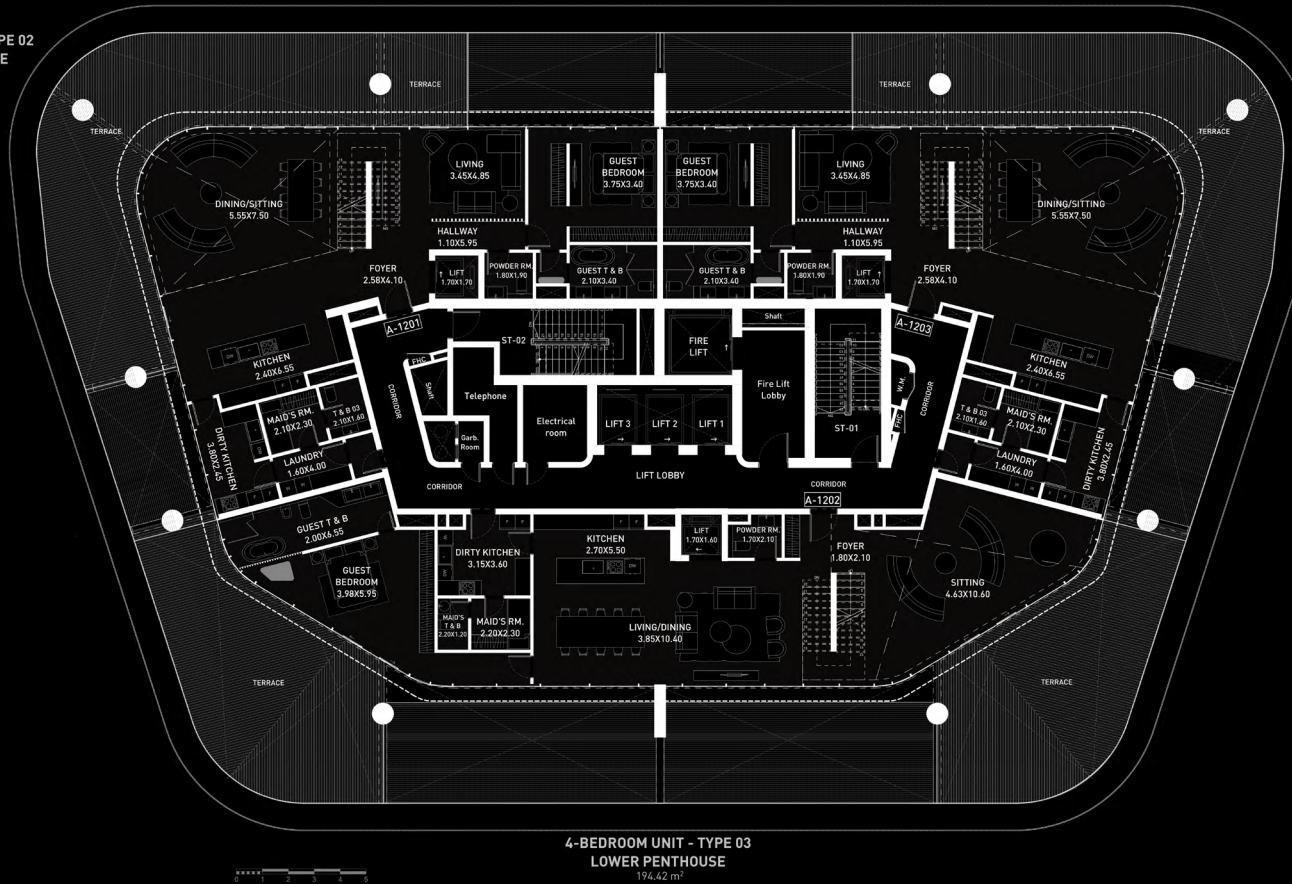 PE 02
E
TERRACE
TERRACE
TERRACE
TERRACE
LIVING
3.45X4.85
GUEST
BEDROOM
3.75X3.40
GUEST
BEDROOM
3.75X3.40
LIVING
3.45X4.85
DINING/SITTING
5.55X7.50
DINING/SITTING
5.55X7.50
HALLWAY
1.10X5.95
HALLWAY
1.10X5.95
FOYER
2.58X4.10
LIFT
1.70X1.70
POWDER RM.
1.80X1.90
GUEST T & B
2.10X3.40
GUEST T & B
2.10X3.40
POWDER RM.
1.80X1.90
LIFT
1.70X1.70
FOYER
2.58X4.10
A-1201
ST-02
FIRE
LIFT
Shaft
A-1203
KITCHEN
2.40X6.55
FHC
Shaft
CORRIDOR
Telephone
Electrical
room
Garb.
Room
LIFT 3
LIFT 2
LIFT 1
Fire Lift
Lobby
ST-01
W.M.
FHC
CORRIDOR
KITCHEN
2.40X6.55
MAID'S RM.
2.10X2.30
T & B 03
2.10X1.60
T & B 03
2.10X1.60
MAID'S RM.
2.10X2.30
DIRTY KITCHEN
3.80X2.45
LAUNDRY
1.60X4.00
LAUNDRY
1.60X4.00
DIRTY KITCHEN
3.80X2.45
CORRIDOR
LIFT LOBBY
CORRIDOR
A-1202
GUEST T & B
2.00X6.55
GUEST
BEDROOM
3.98X5.95
DIRTY KITCHEN
3.15X3.60
KITCHEN
2.70X5.50
LIFT
1.70X1.60
POWDER RM.
1.70X2.10
FOYER
1.80X2.10
SITTING
4.63X10.60
MAID'S
T & B
2.20X1.20
MAID'S RM.
2.20X2.30
LIVING/DINING
3.85X10.40
TERRACE
TERRACE
4-BEDROOM UNIT - TYPE 03
LOWER PENTHOUSE
194.42 m²
0 1 2 3 4 5